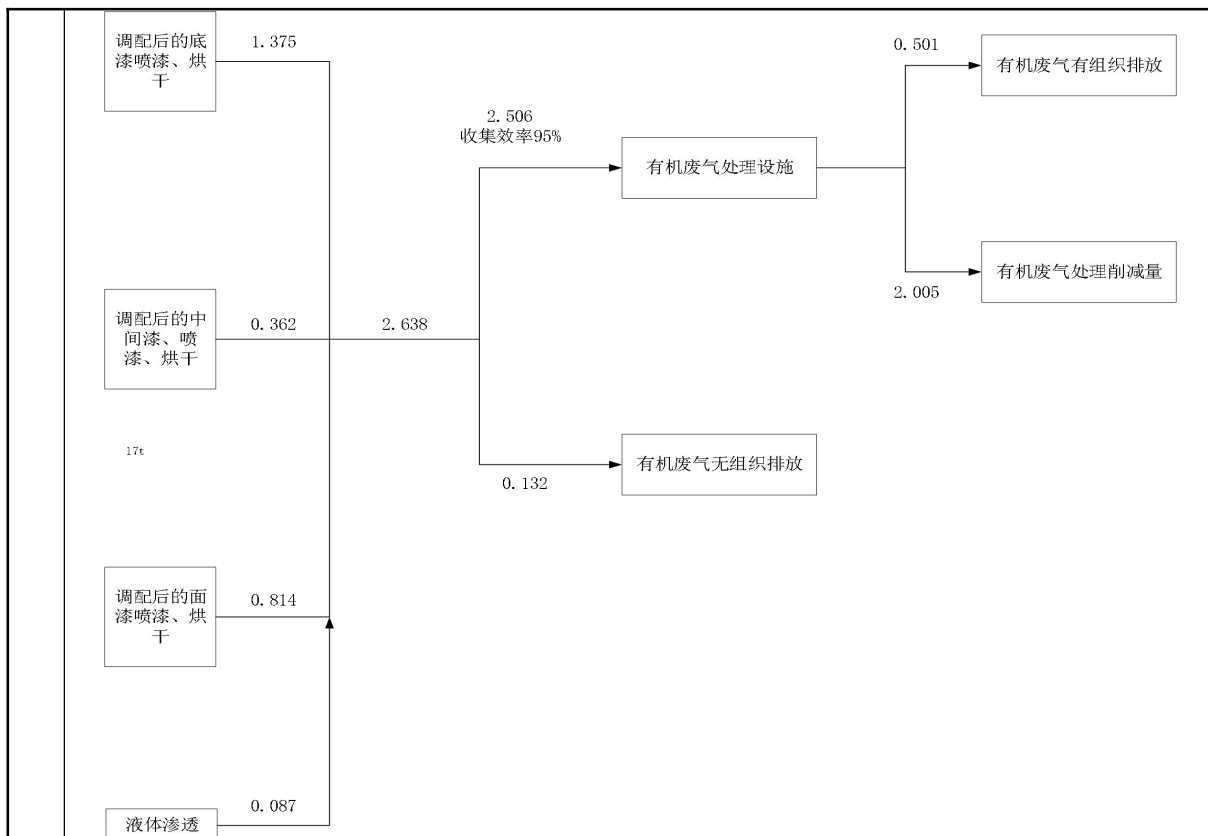 调配后的底
漆喷漆、烘
干
1.375
0.501
有机废气有组织排放
2.506
收集效率95%
有机废气处理设施
有机废气处理削减量
2.005
调配后的中
间漆、喷
漆、烘干
0.362
2.638
17t
有机废气无组织排放
0.132
调配后的面
漆喷漆、烘
干
0.814
0.087
液体渗透